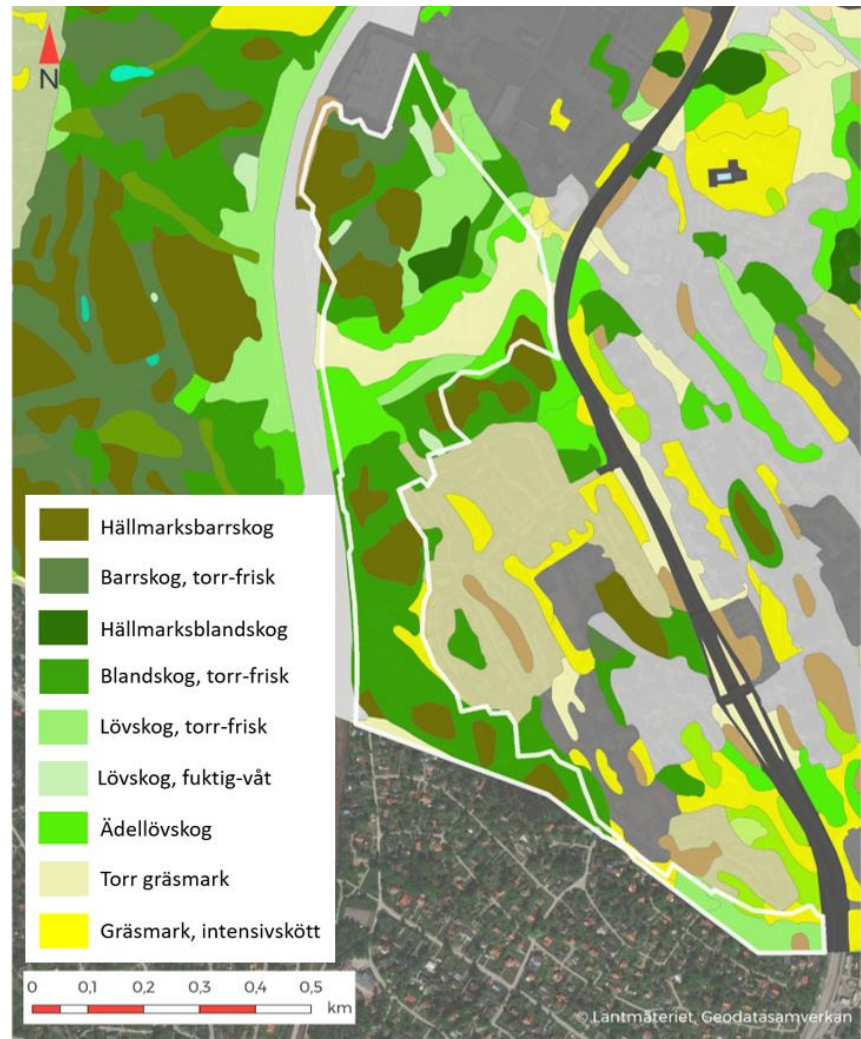 N
Hällmarksbarrskog
Barrskog, torr-frisk
Hällmarksblandskog
Blandskog, torr-frisk
Lövskog, torr-frisk
Lövskog, fuktig-våt
Ädellövskog
Torr gräsmark
Gräsmark, intensivskött
0 0,1 0,2 0,3 0,4 0,5
km
© Lantmäteriet, Geodatasamverkan